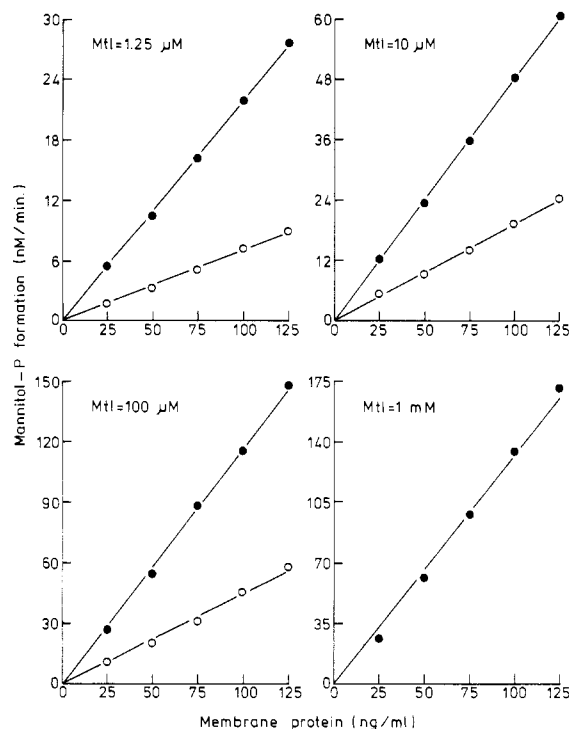 Mtl=1.25 µM
30
24
18
12
6
0
0 25 50 75 100 125
Mtl=10 µM
60
48
36
24
12
0
0 25 50 75 100 125
Mtl=100 µM
150
120
90
60
30
0
0 25 50 75 100 125
Mtl=1 mM
175
140
105
70
35
0
0 25 50 75 100 125
Mannitol-P formation (nM/min.)
Membrane protein (ng/ml)